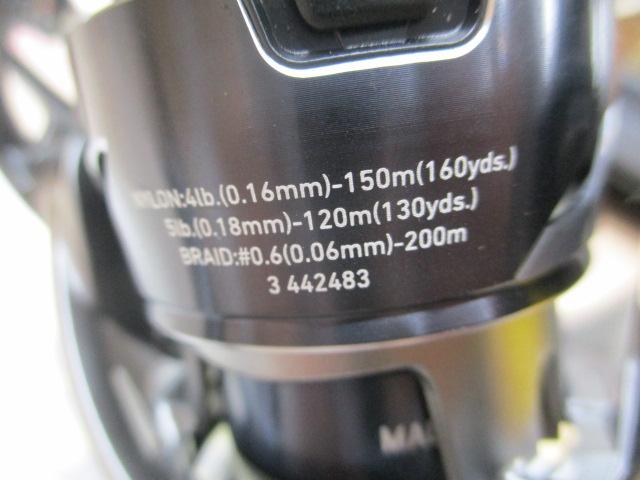 NYLON:4lb.(0.16mm)-150m(160yds.)
5lb.(0.18mm)-120m(130yds.)
BRAID:#0.6(0.06mm)-200m
3 442483